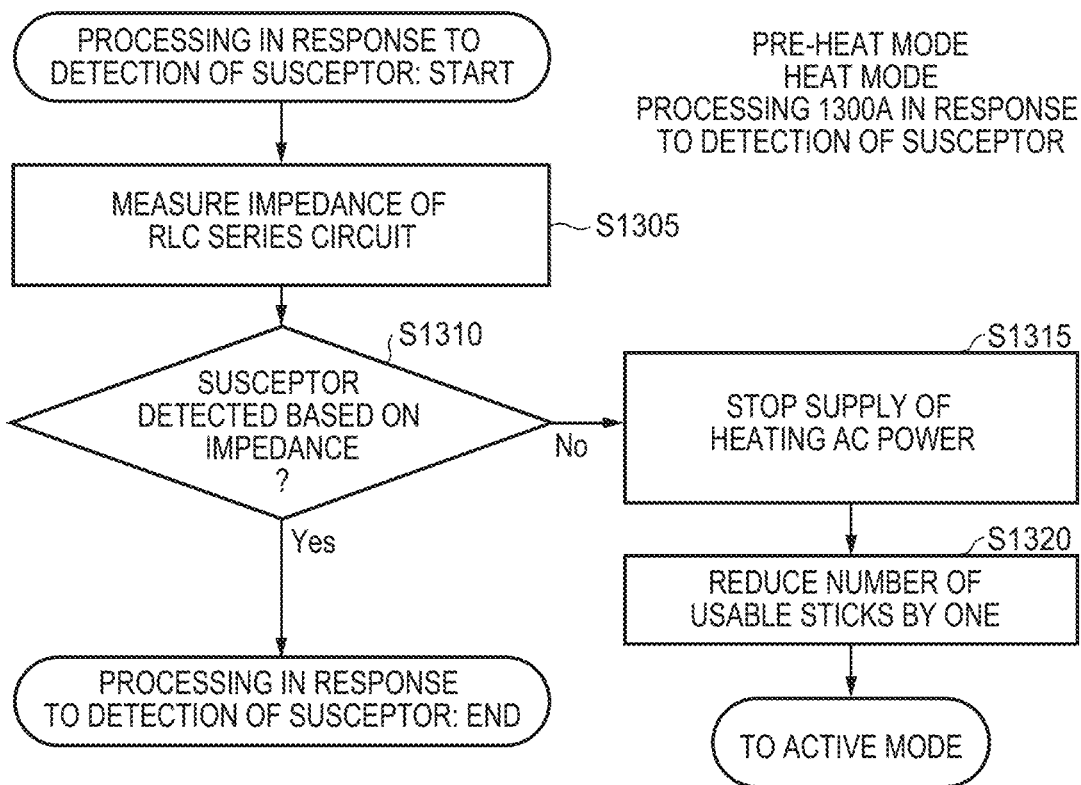 PROCESSING IN RESPONSE TO
DETECTION OF SUSCEPTOR: START
PRE-HEAT MODE
HEAT MODE
PROCESSING 1300A IN RESPONSE
TO DETECTION OF SUSCEPTOR
MEASURE IMPEDANCE OF
RLC SERIES CIRCUIT
S1305
S1310
SUSCEPTOR
DETECTED BASED ON
IMPEDANCE
?
No
Yes
S1315
STOP SUPPLY OF
HEATING AC POWER
S1320
REDUCE NUMBER OF
USABLE STICKS BY ONE
PROCESSING IN RESPONSE
TO DETECTION OF SUSCEPTOR: END
TO ACTIVE MODE